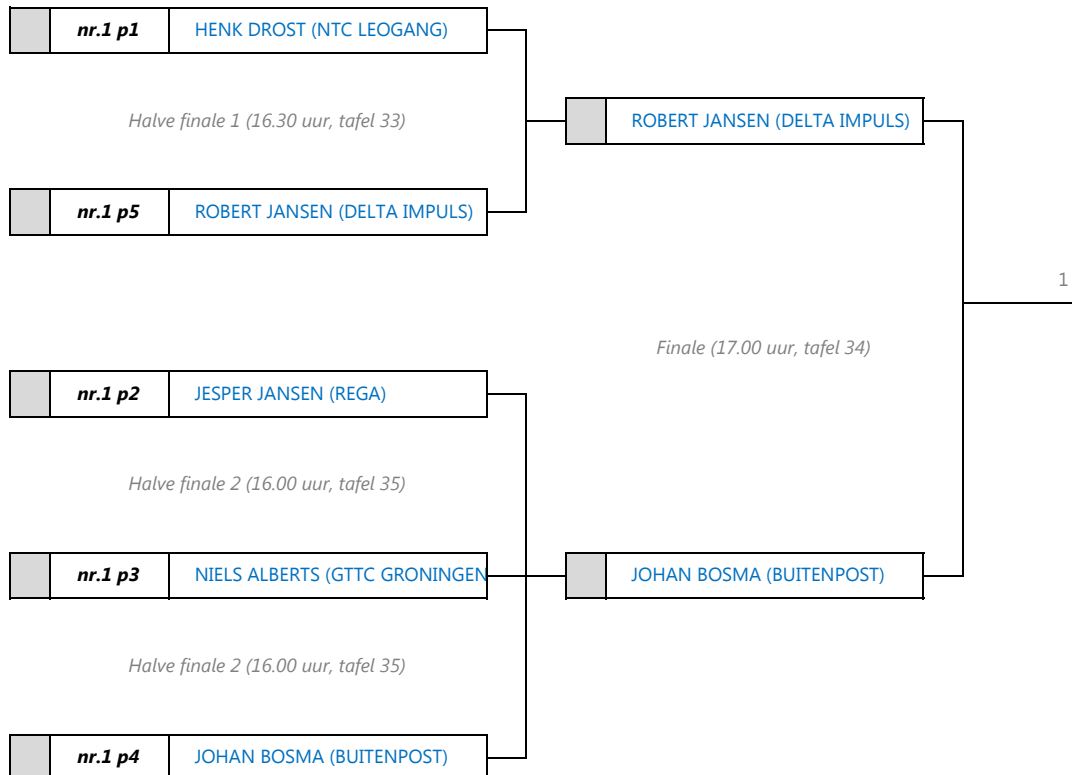 nr.1 p1 HENK DROST (NTC LEOGANG)
Halve finale 1 (16.30 uur, tafel 33)
ROBERT JANSEN (DELTA IMPULS)
nr.1 p5 ROBERT JANSEN (DELTA IMPULS)
1
Finale (17.00 uur, tafel 34)
nr.1 p2 JESPER JANSEN (REGA)
Halve finale 2 (16.00 uur, tafel 35)
nr.1 p3 NIELS ALBERTS (GTTC GRONINGEN
JOHAN BOSMA (BUITENPOST)
Halve finale 2 (16.00 uur, tafel 35)
nr.1 p4 JOHAN BOSMA (BUITENPOST)